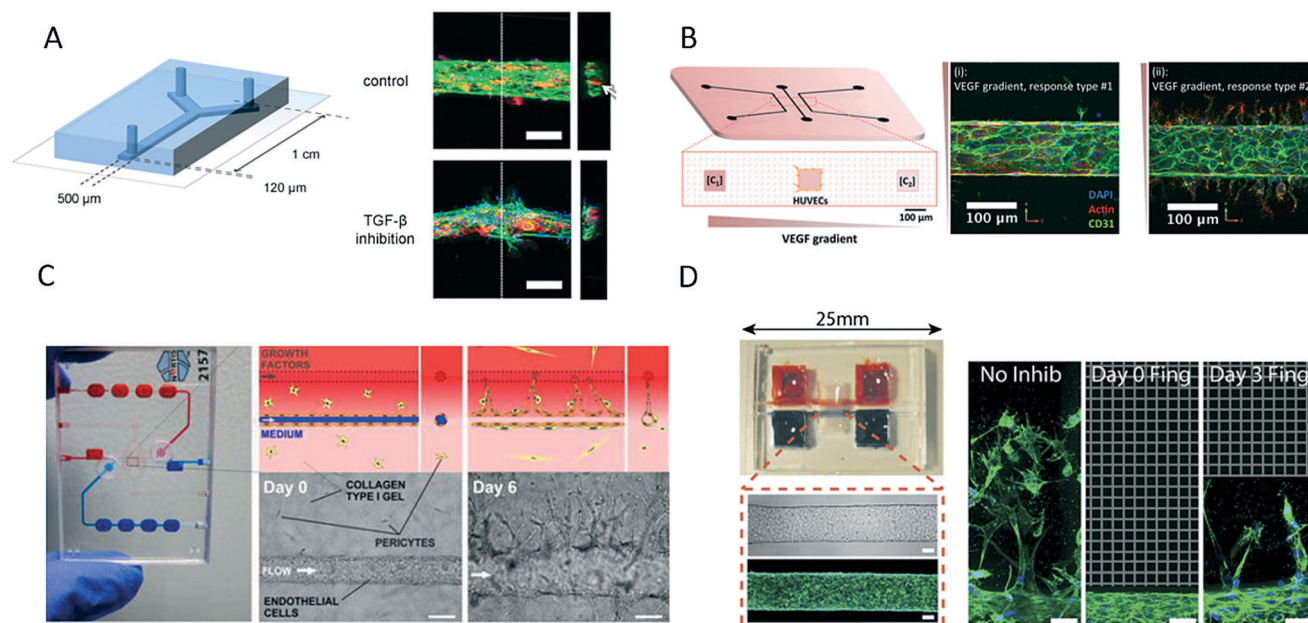 A
control
TGF-β
inhibition
1 cm
120 μm
500 μm
B
[C₁]
HUVECs
[C₂]
100 μm
VEGF gradient
(i):
VEGF gradient, response type #1
100 μm
DAPI
Actin
CD31
(ii):
VEGF gradient, response type #2
100 μm
C
NORTIS
2157
GROWTH
FACTORS
MEDIUM
Day 0
COLLAGEN
TYPE I GEL
PERICYTES
FLOW
ENDOTHELIAL
CELLS
Day 6
D
25mm
No Inhib
Day 0 Fing
Day 3 Fing